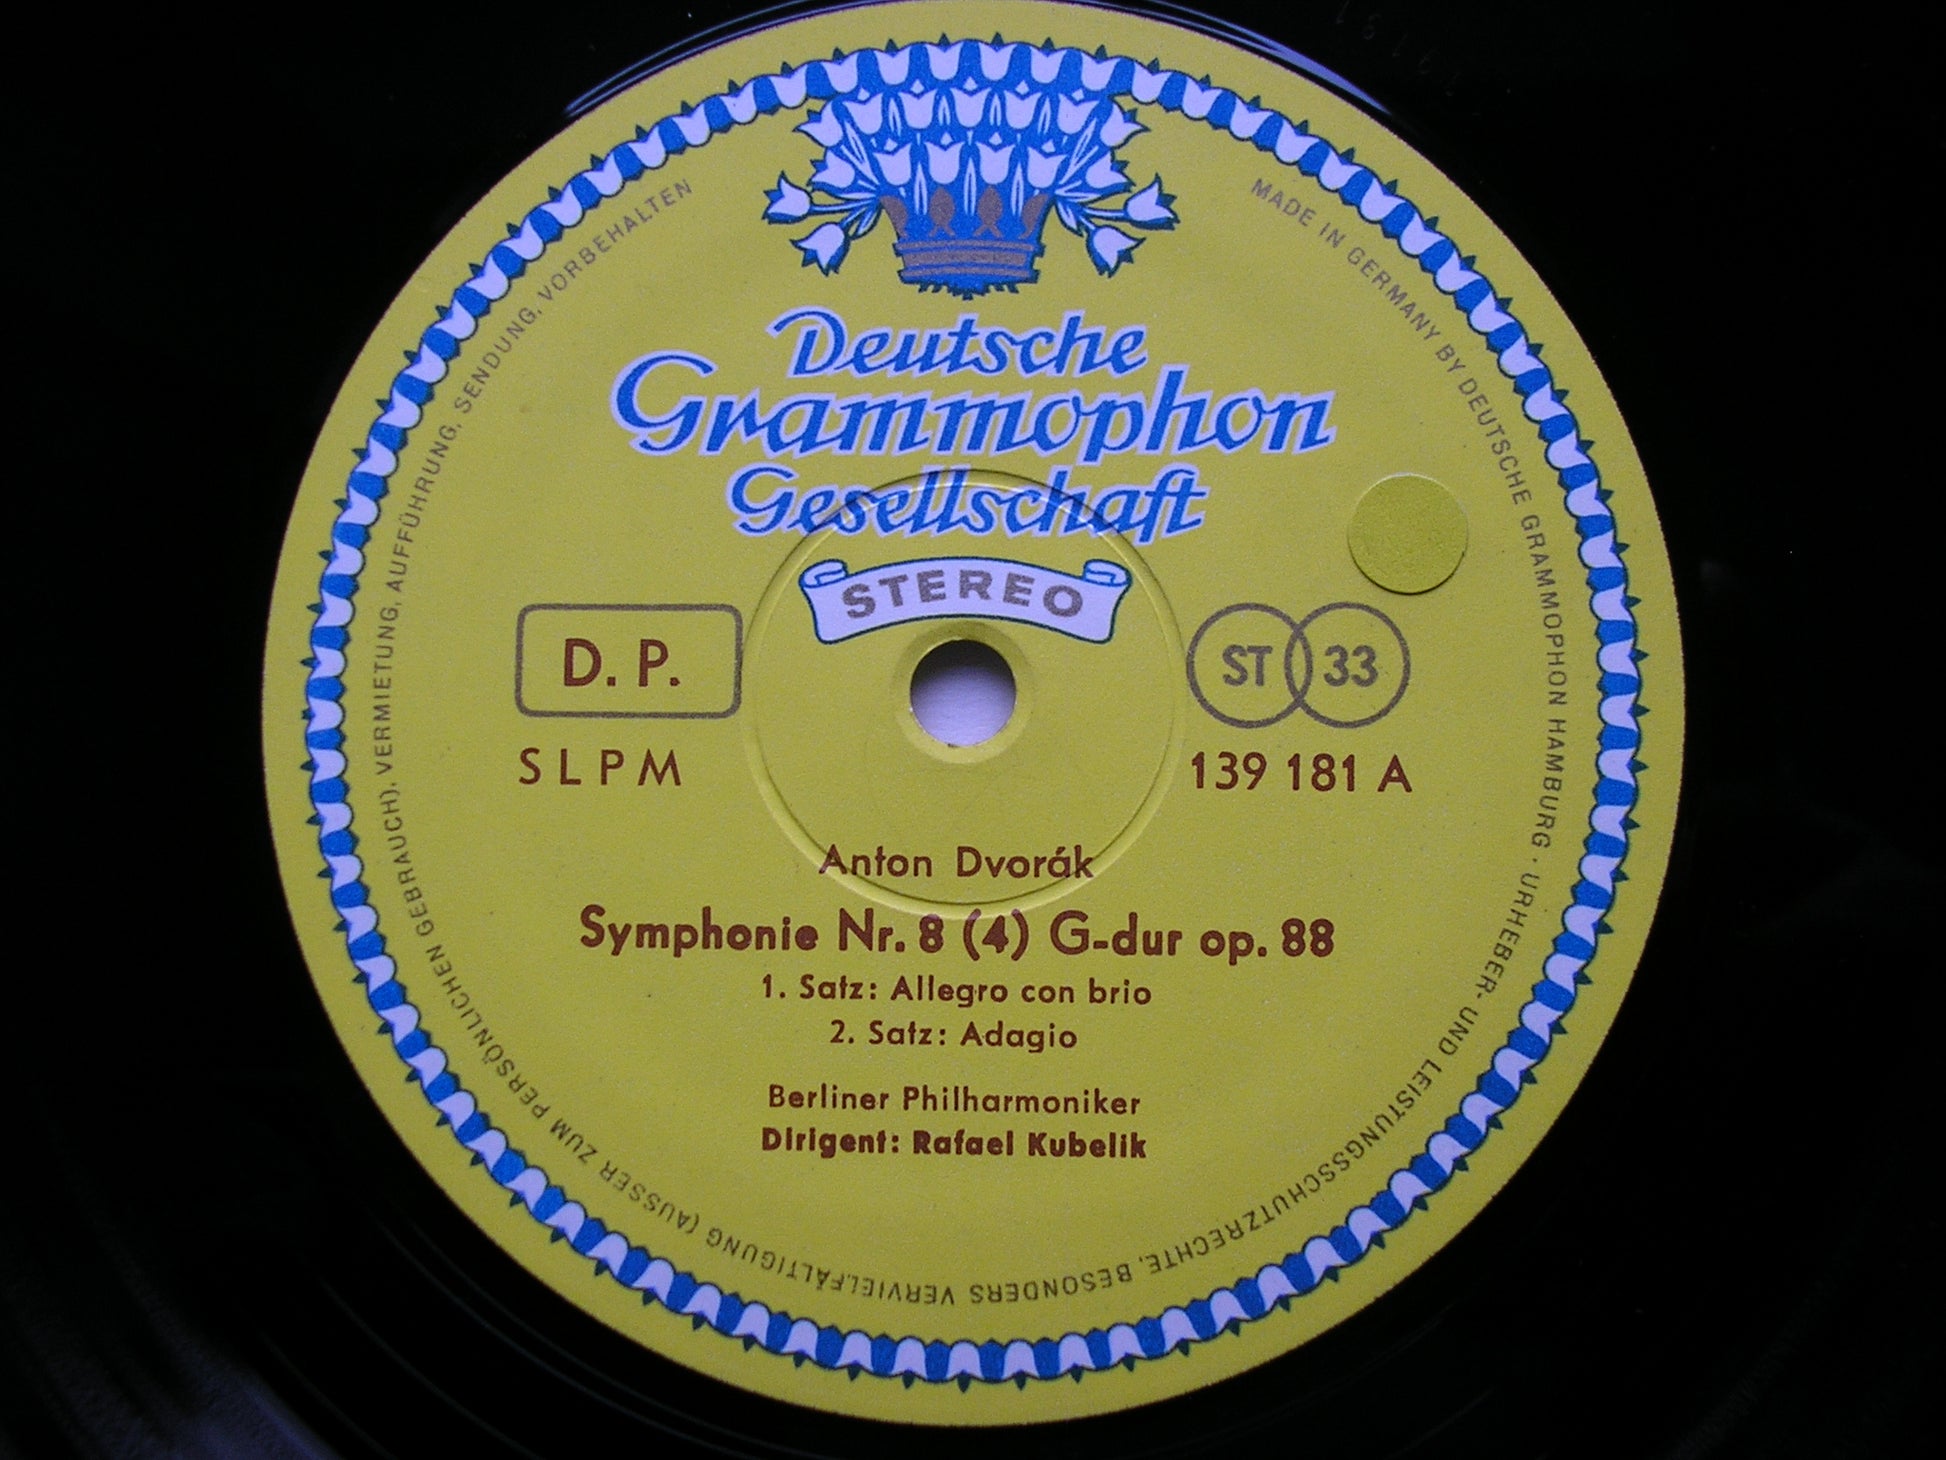 Deutsche
Grammophon
Gesellschaft
STEREO
D. P.
ST 33
SLPM
139 181 A
Anton Dvorák
Symphonie Nr. 8 (4) G-dur op. 88
1. Satz: Allegro con brio
2. Satz: Adagio
Berliner Philharmoniker
Dirigent: Rafael Kubelik
MADE IN GERMANY BY DEUTSCHE GRAMMOPHON HAMBURG · URHEBER- UND LEISTUNGSSCHUTZRECHTE, BESONDERS VERVIELFÄLTIGUNG (AUSSER ZUM PERSÖNLICHEN GEBRAUCH), VERMIETUNG, AUFFÜHRUNG, SENDUNG, VORBEHALTEN